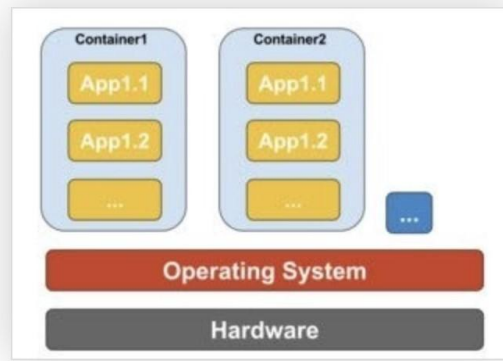 Container1
App1.1
App1.2
...
Container2
App1.1
App1.2
...
...
Operating System
Hardware